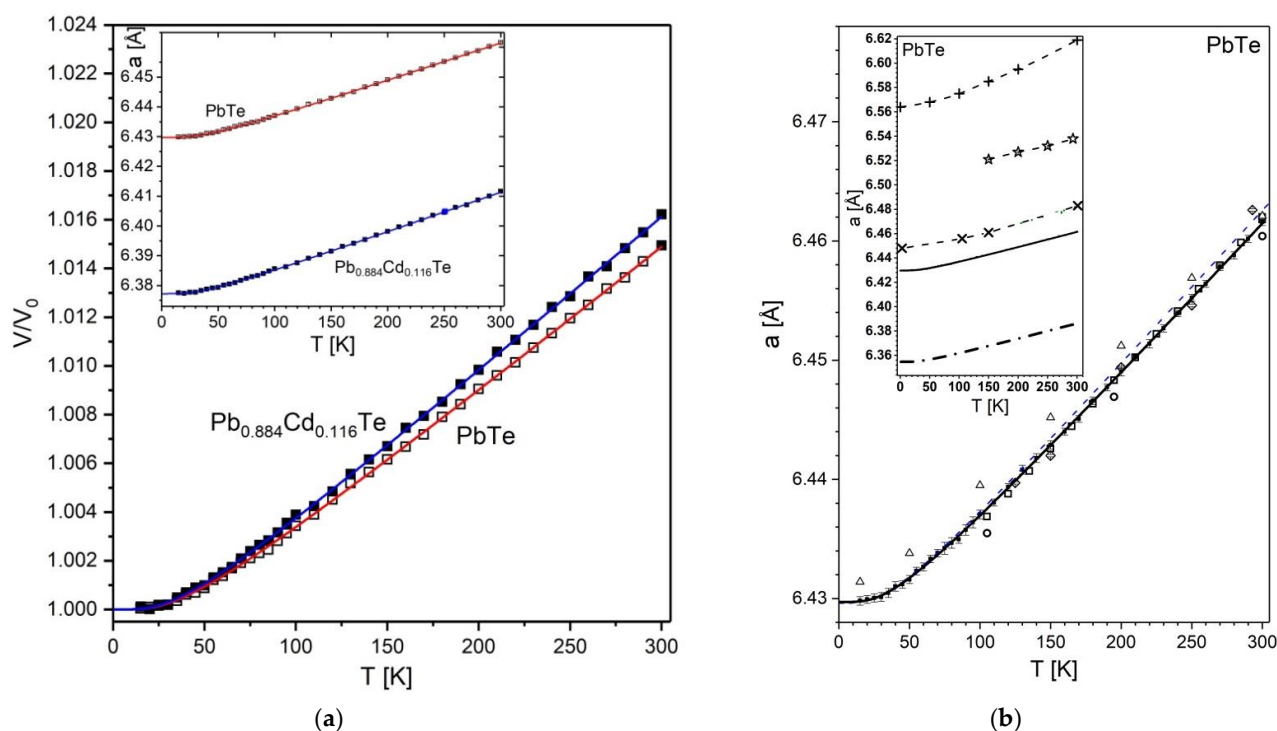 1.024
1.022
1.020
1.018
1.016
1.014
1.012
1.010
1.008
1.006
1.004
1.002
1.000
V/V₀
0 50 100 150 200 250 300
T [K]
a [Å]
6.45
6.44
6.43
6.42
6.41
6.40
6.39
6.38
PbTe
Pb₀.₈₈₄Cd₀.₁₁₆Te
0 50 100 150 200 250 300
T [K]
Pb₀.₈₈₄Cd₀.₁₁₆Te
PbTe
(a)
PbTe
6.47
6.46
6.45
6.44
6.43
a [Å]
0 50 100 150 200 250 300
T [K]
PbTe
6.62
6.60
6.58
6.56
6.54
6.52
6.50
6.48
6.46
6.44
6.42
6.40
6.38
6.36
a [Å]
0 50 100 150 200 250 300
T [K]
(b)